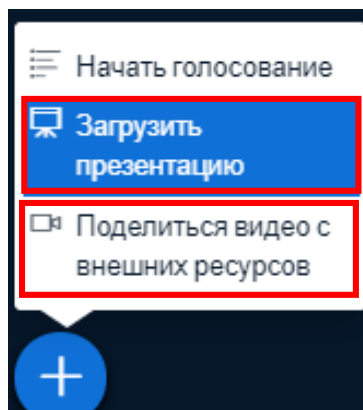 Начать голосование
Загрузить
презентацию
Поделиться видео с
внешних ресурсов